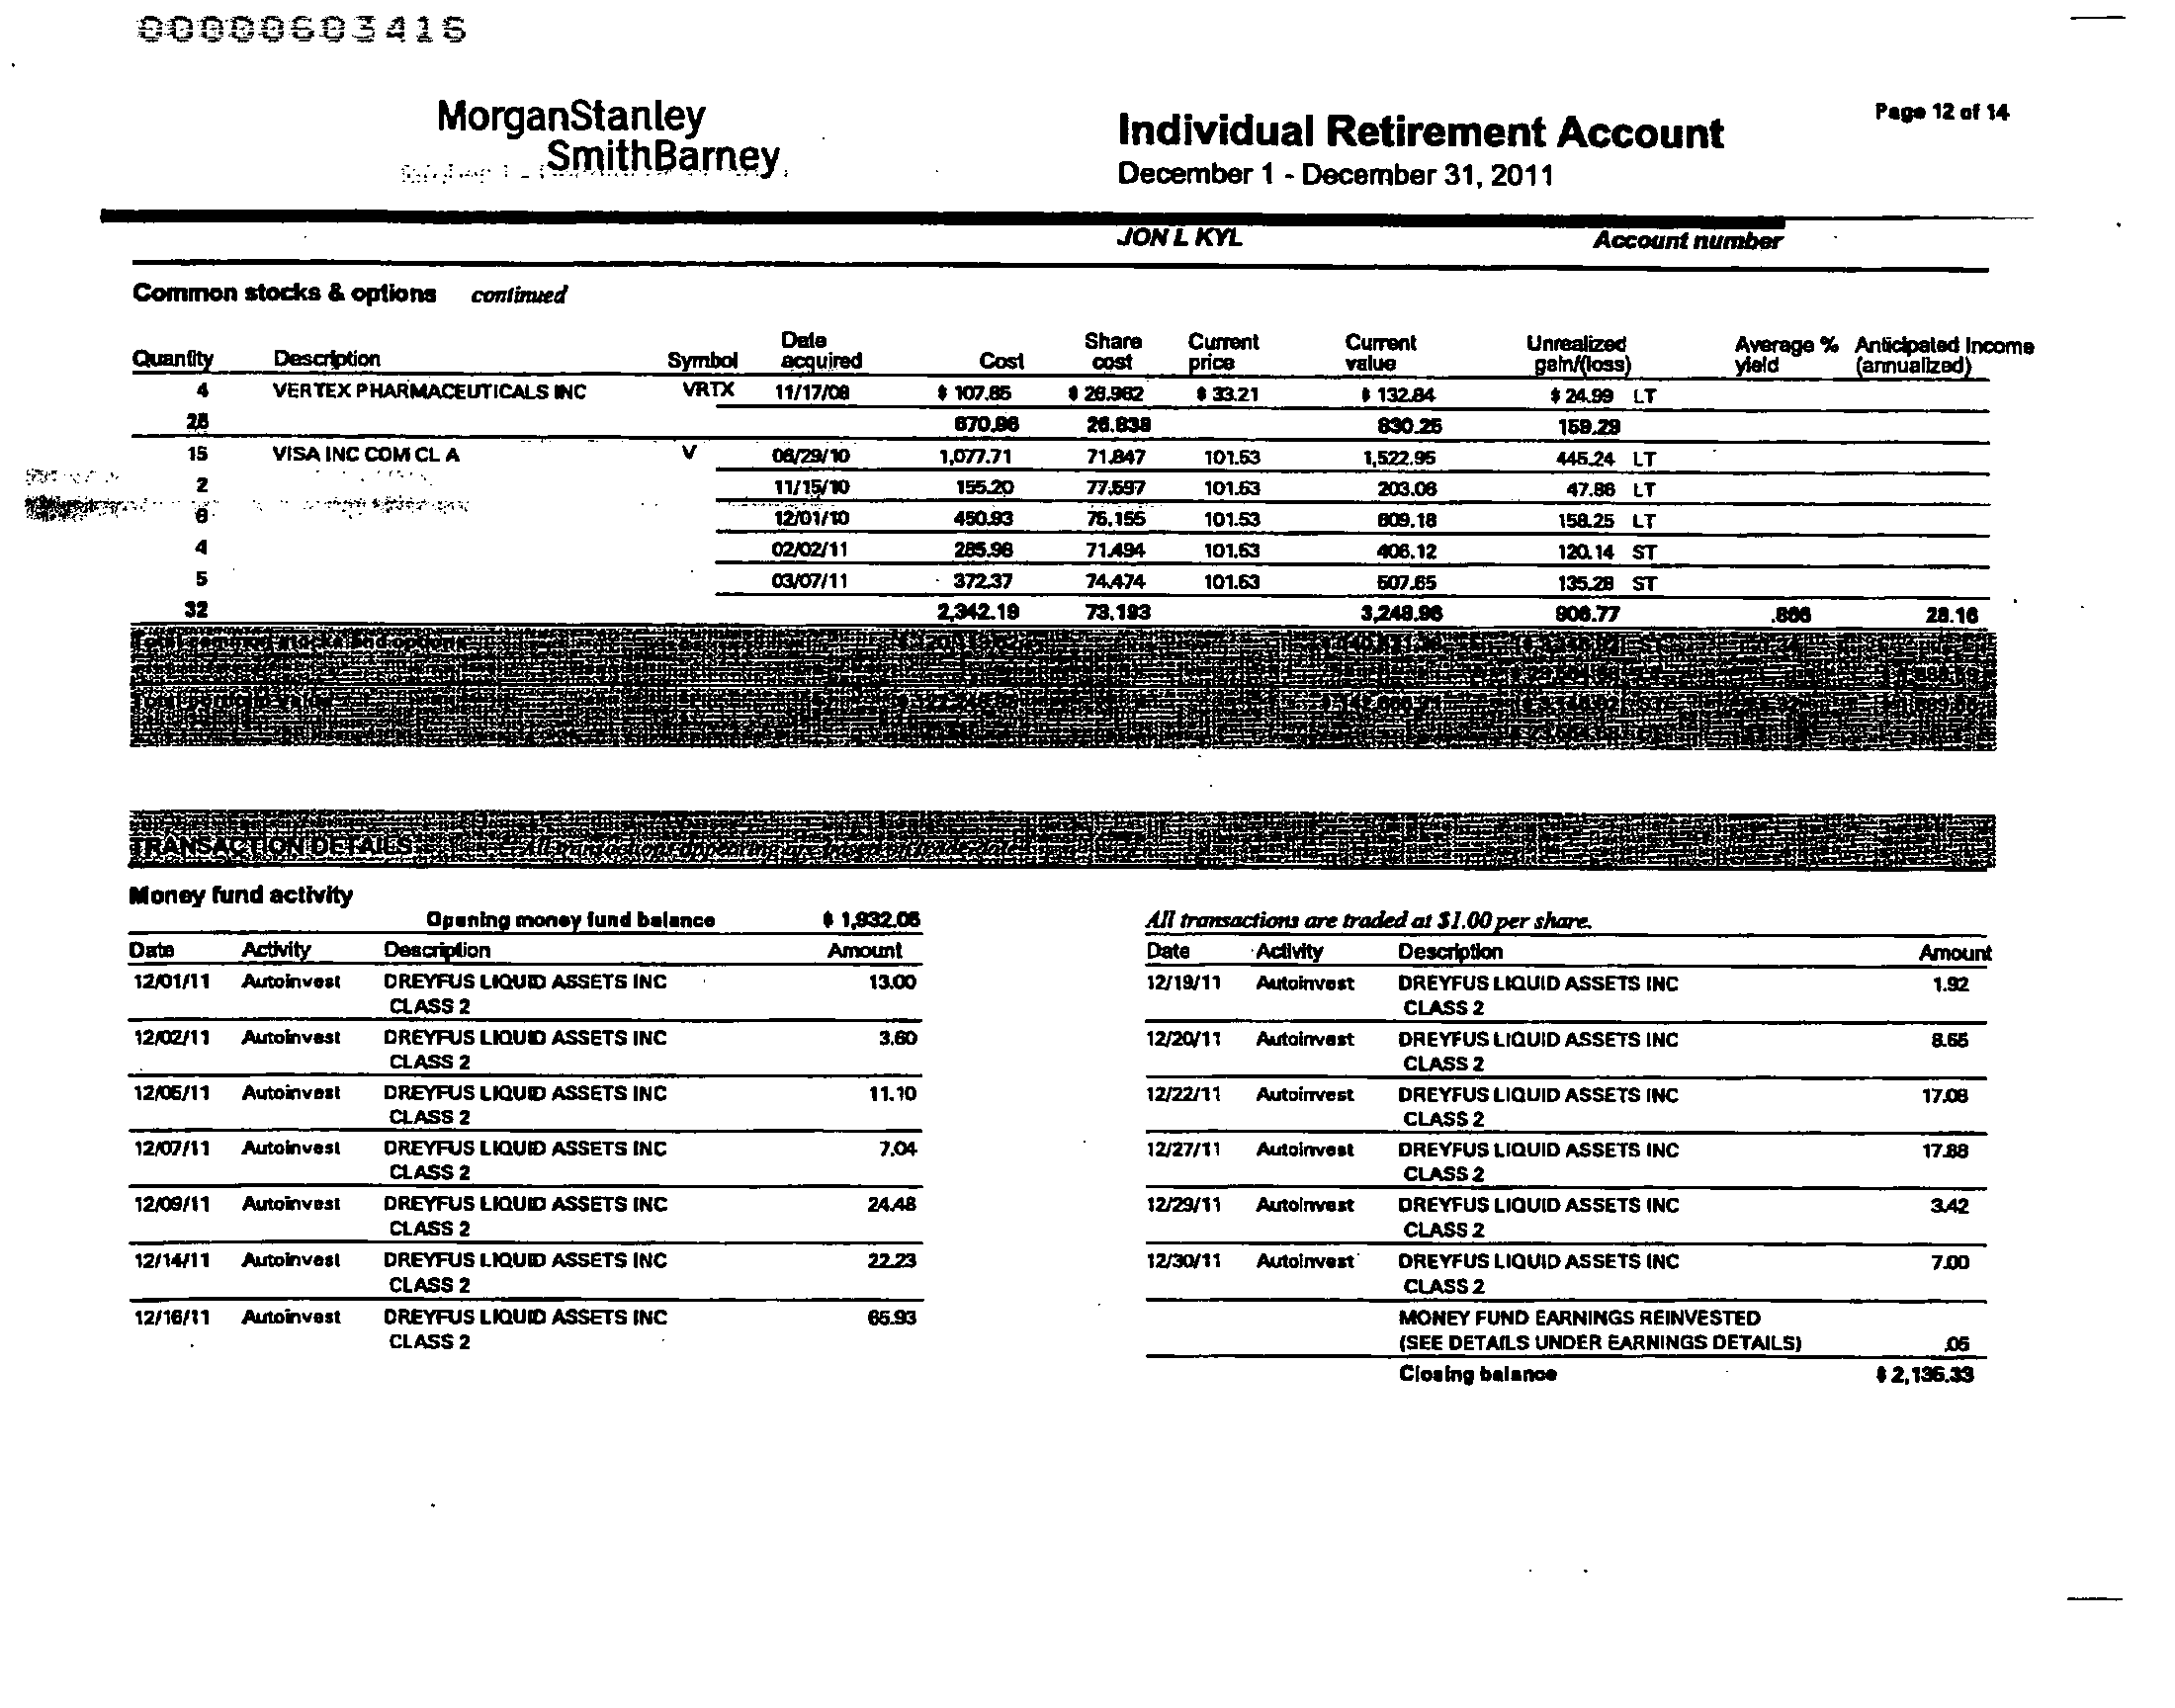 00000603416
MorganStanley
SmithBarney
Individual Retirement Account
December 1 - December 31, 2011
Page 12 of 14
JON L KYL Account number
Common stocks & options continued
Quantity Description Symbol Date acquired Cost Share cost Current price Current value Unrealized gain/(loss) Average % yield Anticipated Income (annualized)
4 VERTEX PHARMACEUTICALS INC VRTX 11/17/08 $ 107.85 $ 26.962 $ 33.21 $ 132.84 $ 24.99 LT
25 670.96 26.838 830.25 159.29
15 VISA INC COM CL A V 06/29/10 1,077.71 71.847 101.53 1,522.95 445.24 LT
2 11/15/10 155.20 77.597 101.53 203.06 47.86 LT
6 12/01/10 450.93 75.155 101.53 609.18 158.25 LT
4 02/02/11 285.98 71.494 101.53 406.12 120.14 ST
5 03/07/11 372.37 74.474 101.53 507.65 135.28 ST
32 2,342.19 73.193 3,248.96 906.77 .866 28.16
Total common stocks and options
Total portfolio value
TRANSACTION DETAILS All transactions appearing are based on trade-date
Money fund activity
Opening money fund balance $ 1,932.05
All transactions are traded at $1.00 per share.
Date Activity Description Amount
12/01/11 Autoinvest DREYFUS LIQUID ASSETS INC 13.00
CLASS 2
12/02/11 Autoinvest DREYFUS LIQUID ASSETS INC 3.60
CLASS 2
12/05/11 Autoinvest DREYFUS LIQUID ASSETS INC 11.10
CLASS 2
12/07/11 Autoinvest DREYFUS LIQUID ASSETS INC 7.04
CLASS 2
12/09/11 Autoinvest DREYFUS LIQUID ASSETS INC 24.48
CLASS 2
12/14/11 Autoinvest DREYFUS LIQUID ASSETS INC 22.23
CLASS 2
12/16/11 Autoinvest DREYFUS LIQUID ASSETS INC 65.93
CLASS 2
Date Activity Description Amount
12/19/11 Autoinvest DREYFUS LIQUID ASSETS INC 1.92
CLASS 2
12/20/11 Autoinvest DREYFUS LIQUID ASSETS INC 8.55
CLASS 2
12/22/11 Autoinvest DREYFUS LIQUID ASSETS INC 17.08
CLASS 2
12/27/11 Autoinvest DREYFUS LIQUID ASSETS INC 17.88
CLASS 2
12/29/11 Autoinvest DREYFUS LIQUID ASSETS INC 3.42
CLASS 2
12/30/11 Autoinvest DREYFUS LIQUID ASSETS INC 7.00
CLASS 2
MONEY FUND EARNINGS REINVESTED
(SEE DETAILS UNDER EARNINGS DETAILS) .05
Closing balance $ 2,135.33